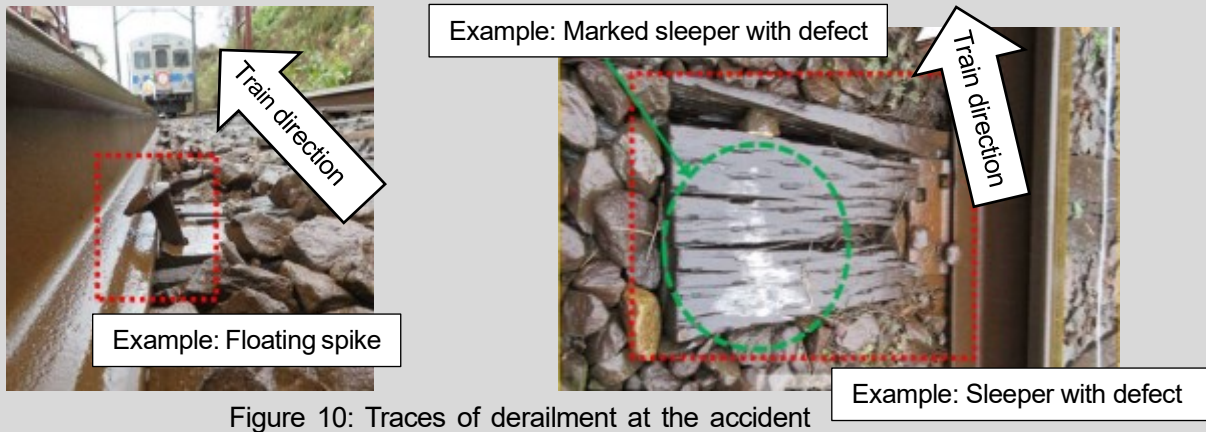 Example: Marked sleeper with defect
Train direction
Train direction
Example: Floating spike
Example: Sleeper with defect
Figure 10: Traces of derailment at the accident